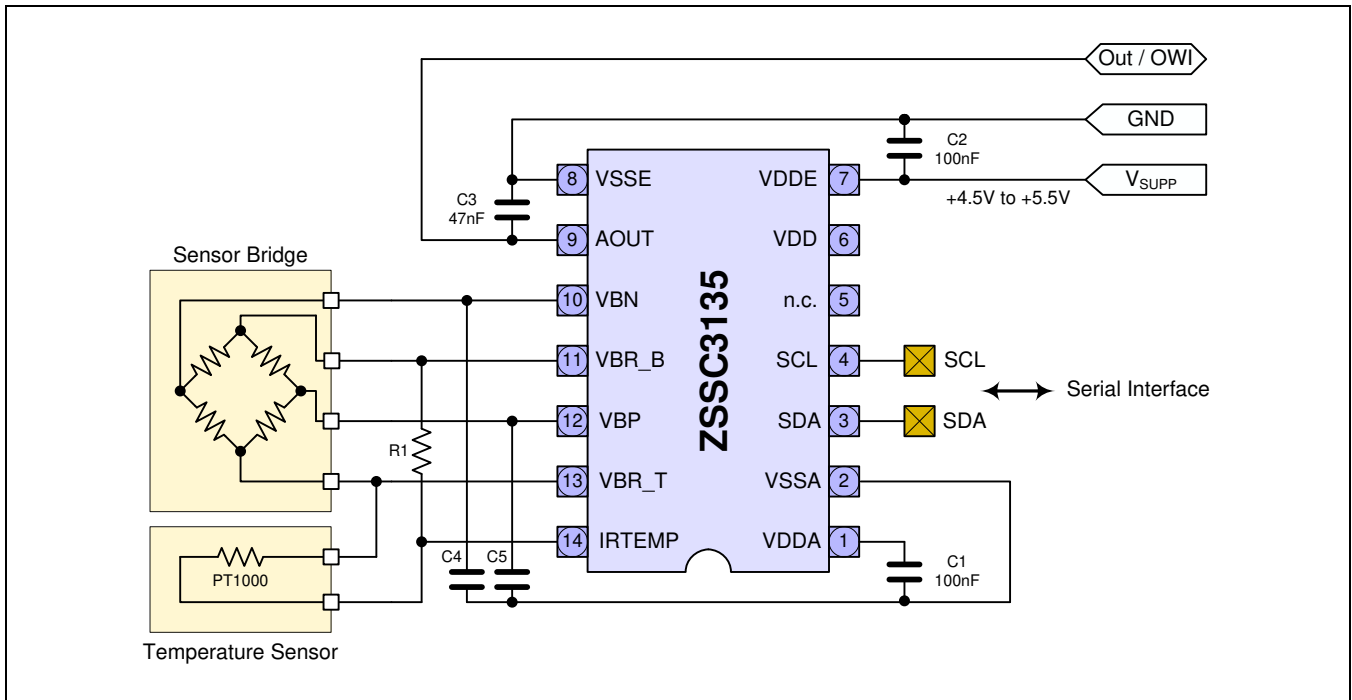 Out / OWI
GND
C2
100nF
V_SUPP
+4.5V to +5.5V
8 VSSE
VDDE 7
C3
47nF
9 AOUT
VDD 6
Sensor Bridge
10 VBN
n.c. 5
11 VBR_B
SCL 4
SCL
Serial Interface
12 VBP
SDA 3
SDA
R1
13 VBR_T
VSSA 2
14 IRTEMP
VDDA 1
ZSSC3135
C4
C5
C1
100nF
PT1000
Temperature Sensor